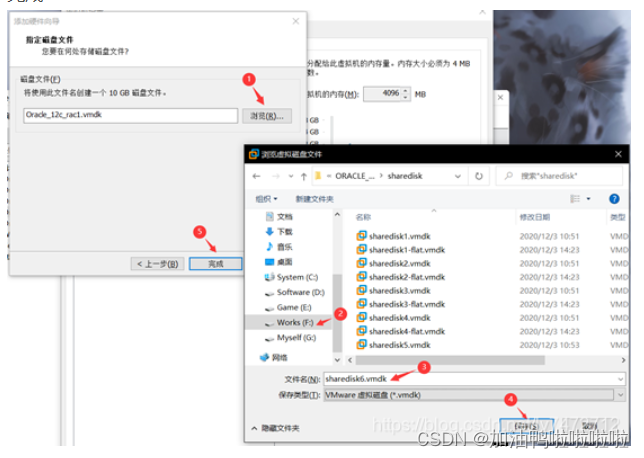 添加硬件向导
指定磁盘文件
您要在何处存储磁盘文件?
磁盘文件(F)
将使用此文件名创建一个 10 GB 磁盘文件。
Oracle_12c_rac1.vmdk
浏览(R)...
1
5
< 上一步(B)
完成
分配给此虚拟机的内存量。内存大小必须为 4 MB
数。
拟机的内存(M):
4096
MB
浏览虚拟磁盘文件
« ORACLE_... › sharedisk
搜索"sharedisk"
组织
新建文件夹
文档
下载
音乐
桌面
System (C:)
Software (D:)
Game (E:)
Works (F:)
2
Myself (G:)
网络
名称
修改日期
类型
sharedisk1.vmdk 2020/12/3 10:51 VMD
sharedisk1-flat.vmdk 2020/12/3 14:23 VMD
sharedisk2.vmdk 2020/12/3 10:51 VMD
sharedisk2-flat.vmdk 2020/12/3 14:23 VMD
sharedisk3.vmdk 2020/12/3 10:51 VMD
sharedisk3-flat.vmdk 2020/12/3 14:23 VMD
sharedisk4.vmdk 2020/12/3 10:51 VMD
sharedisk4-flat.vmdk 2020/12/3 14:23 VMD
sharedisk5.vmdk 2020/12/3 10:53 VMD
文件名(N):
sharedisk6.vmdk
3
保存类型(T):
VMware 虚拟磁盘 (*.vmdk)
4
隐藏文件夹
CSDN @加油鸭啦啦啦啦